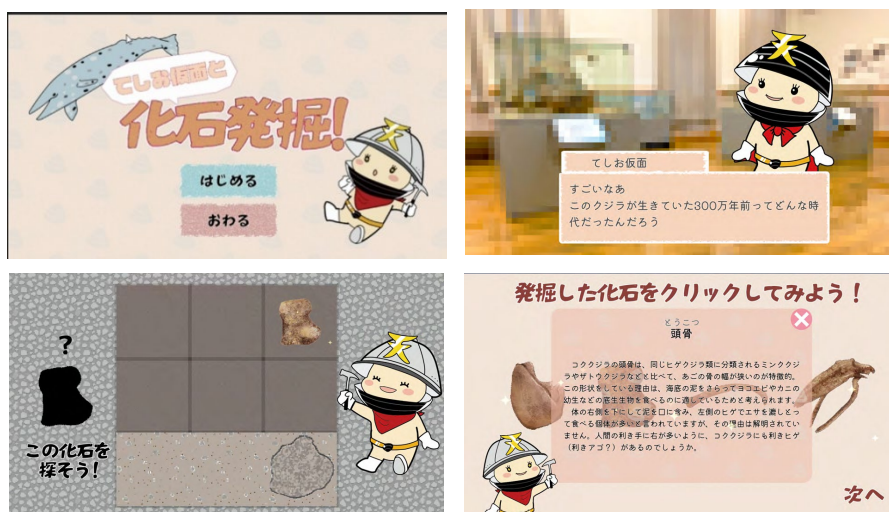 てしお仮面と
化石発掘!
はじめる
おわる
てしお仮面
すごいなあ
このクジラが生きていた300万年前ってどんな時
代だったんだろう
?
この化石を
探そう!
発掘した化石をクリックしてみよう!
とうこつ
頭骨
コククジラの頭骨は、同じヒゲクジラ類に分類されるミンククジ
ラやザトウクジラなどと比べて、あごの骨の幅が狭いのが特徴的。
この形状をしている理由は、海底の泥をさらってヨコエビやカニの
幼生などの底生生物を食べるのに適しているためと考えられます。
体の右側を下にして泥を口に含み、左側のヒゲでエサを濾しとっ
て食べる個体が多いと言われていますが、その理由は解明されてい
ません。人間の利き手に右が多いように、コククジラにも利きヒゲ
(利きアゴ?)があるのでしょうか。
次へ